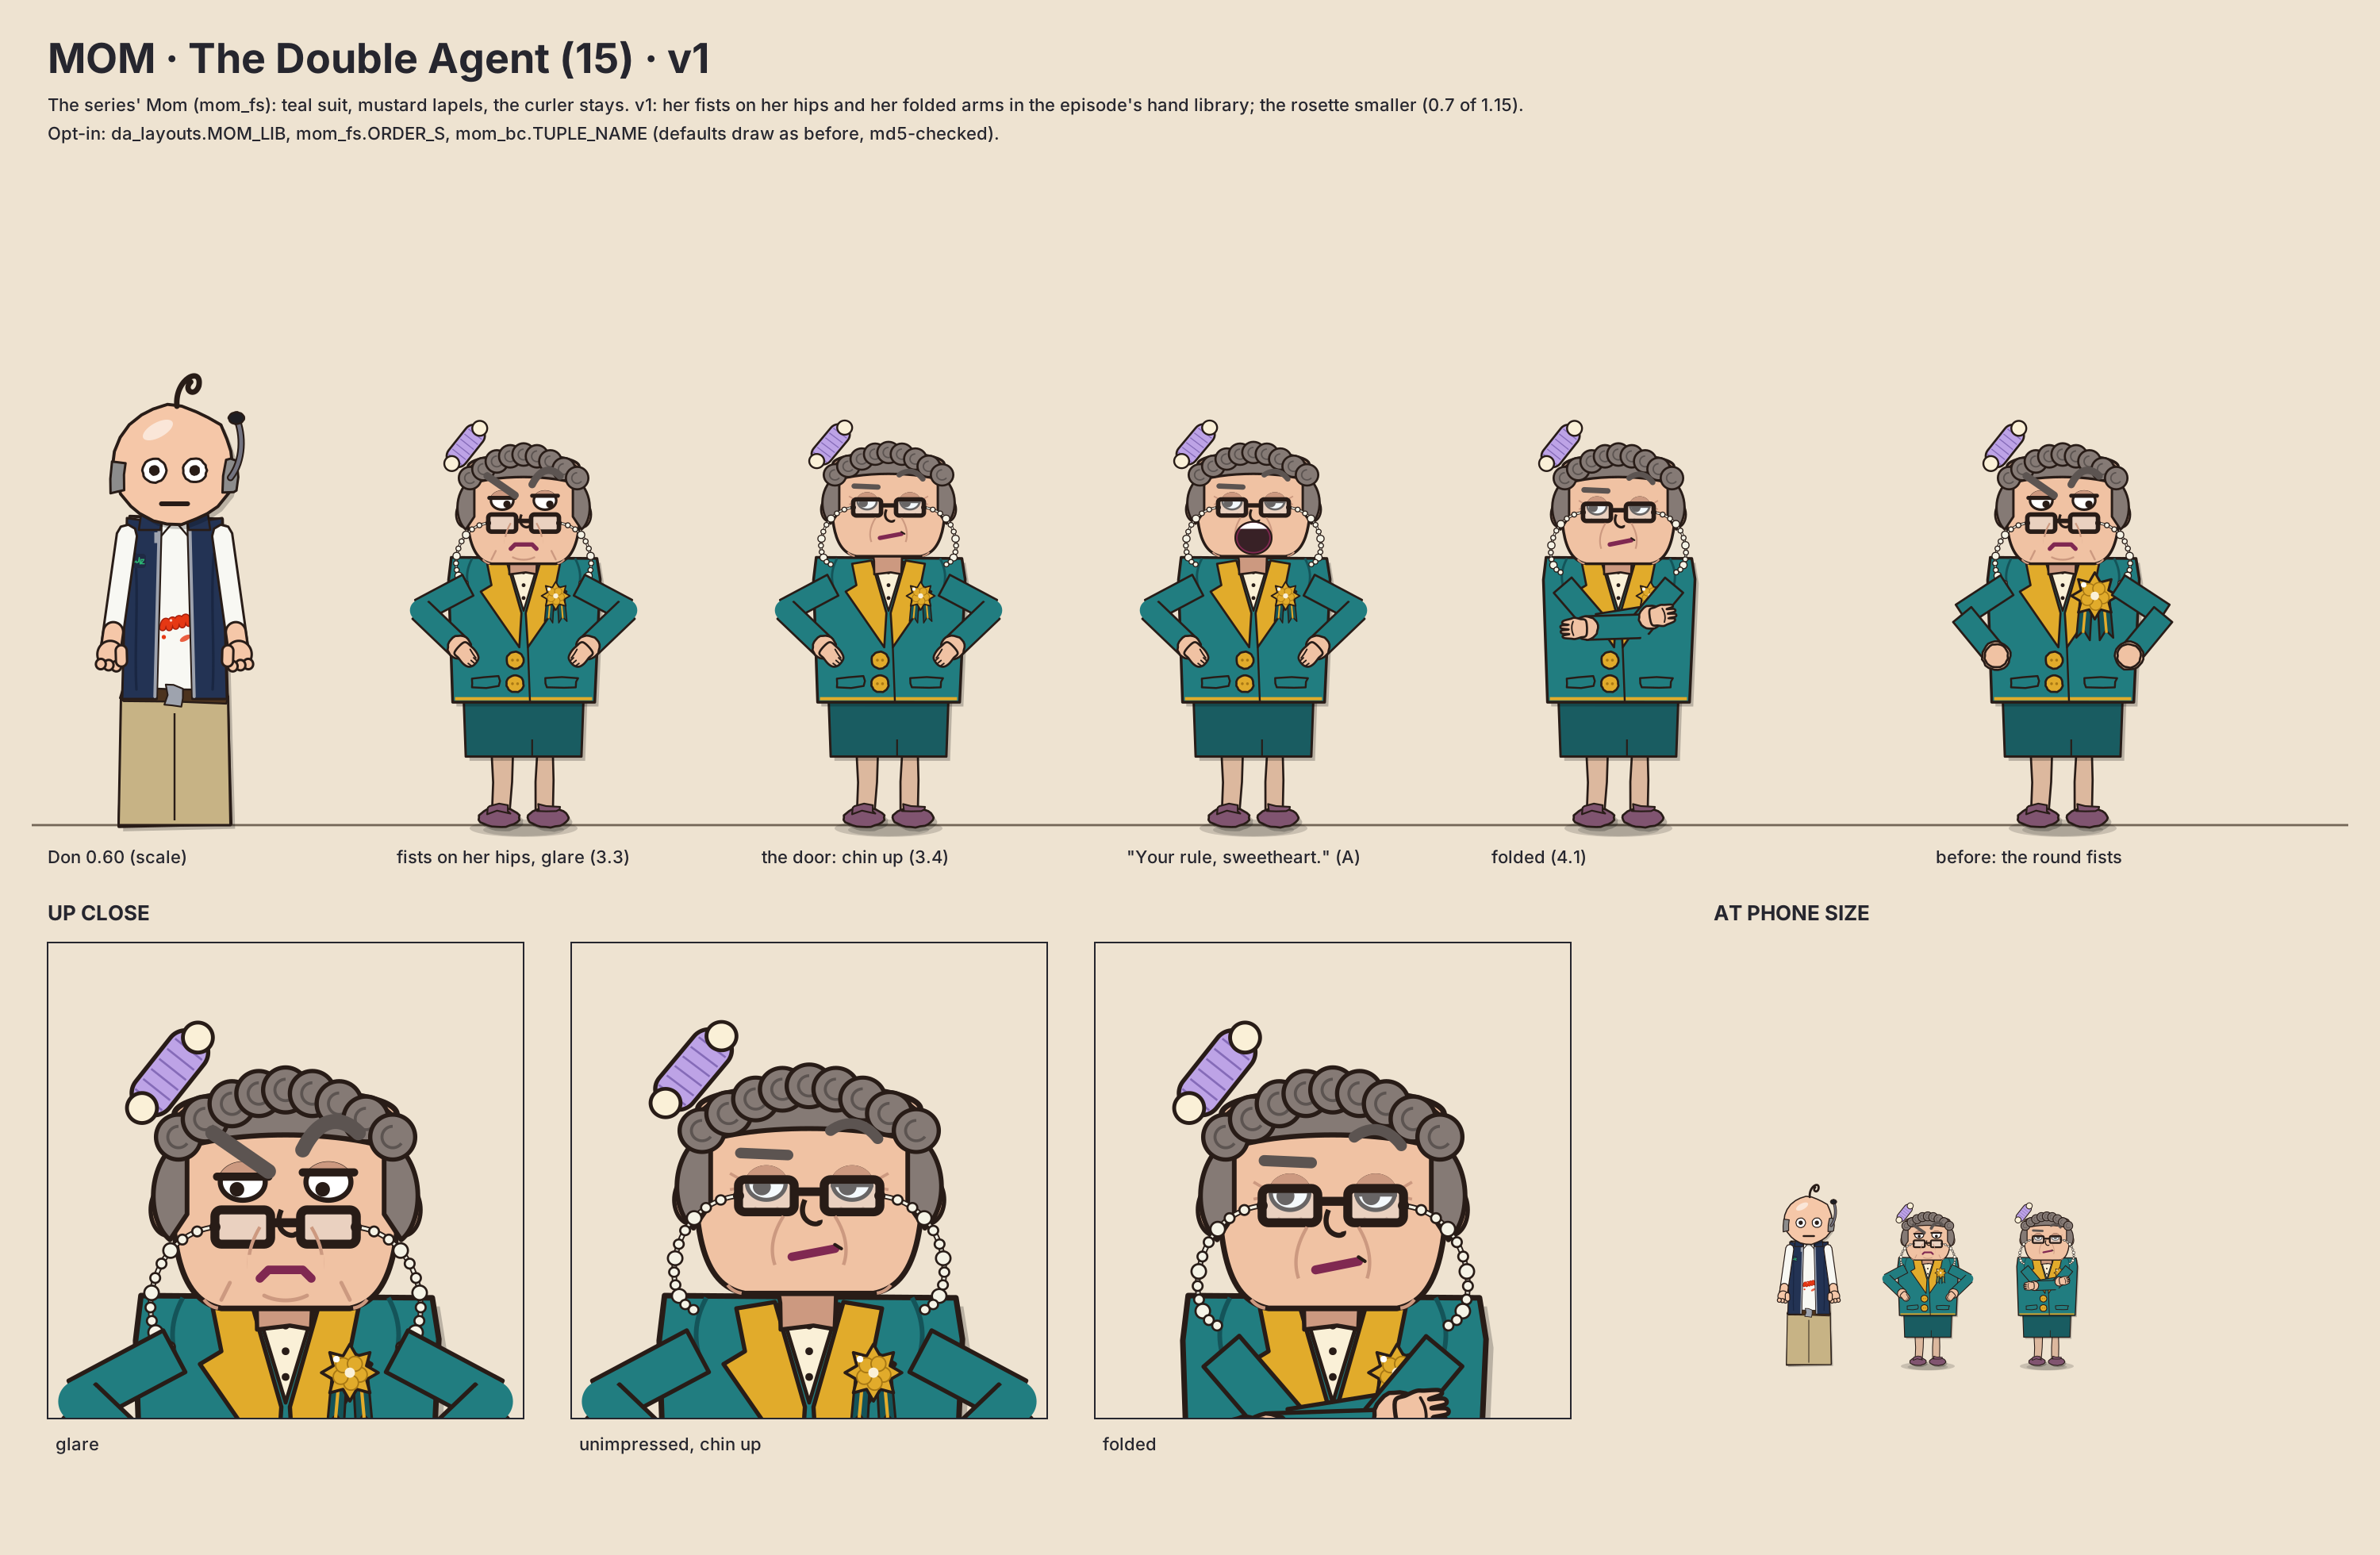 MOM · The Double Agent (15) · v1
The series' Mom (mom_fs): teal suit, mustard lapels, the curler stays. v1: her fists on her hips and her folded arms in the episode's hand library; the rosette smaller (0.7 of 1.15).
Opt-in: da_layouts.MOM_LIB, mom_fs.ORDER_S, mom_bc.TUPLE_NAME (defaults draw as before, md5-checked).
Don 0.60 (scale)
fists on her hips, glare (3.3)
the door: chin up (3.4)
"Your rule, sweetheart." (A)
folded (4.1)
before: the round fists
UP CLOSE
AT PHONE SIZE
glare
unimpressed, chin up
folded